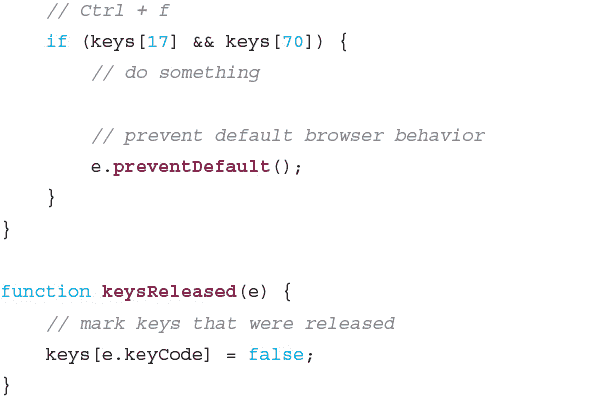 // Ctrl + f
    if (keys[17] && keys[70]) {
        // do something

        // prevent default browser behavior
        e.preventDefault();
    }
}

function keysReleased(e) {
    // mark keys that were released
    keys[e.keyCode] = false;
}